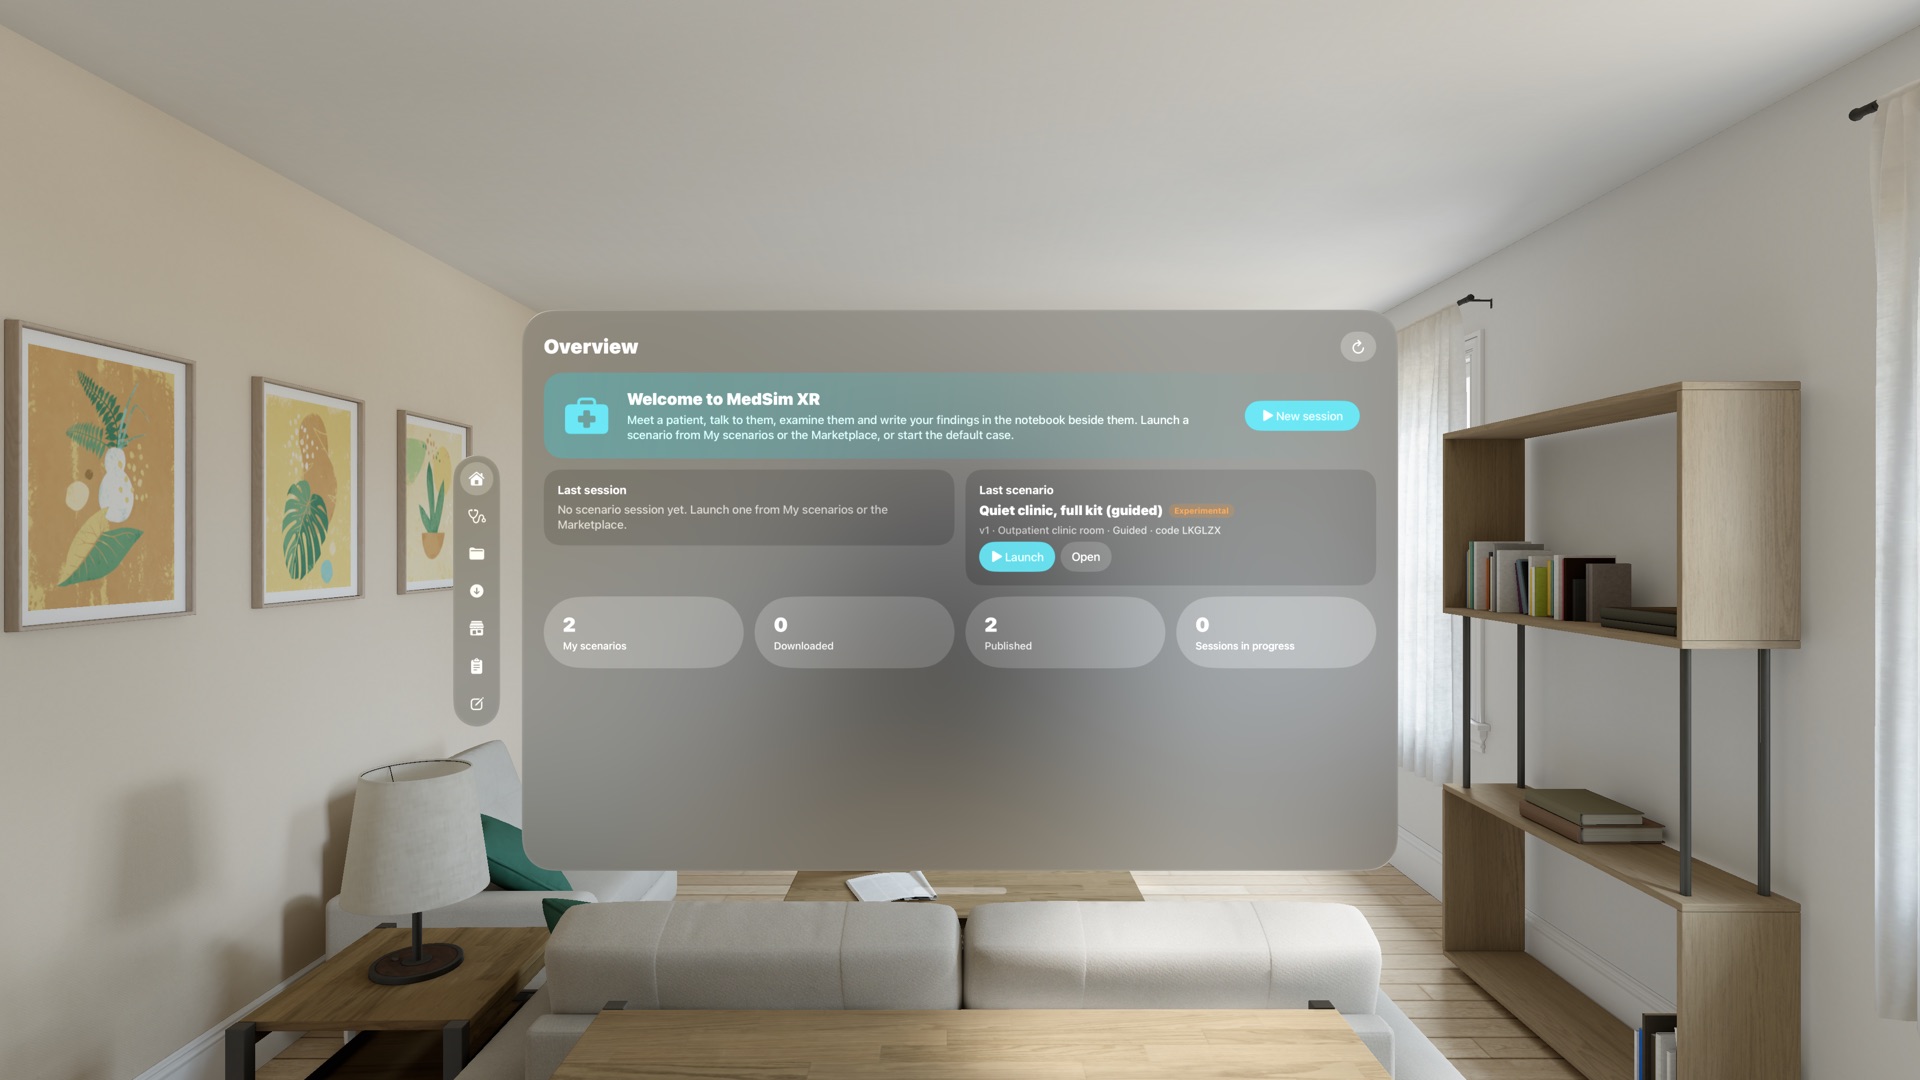 Overview
Welcome to MedSim XR
Meet a patient, talk to them, examine them and write your findings in the notebook beside them. Launch a
scenario from My scenarios or the Marketplace, or start the default case.
New session
Last session
No scenario session yet. Launch one from My scenarios or the
Marketplace.
Last scenario
Quiet clinic, full kit (guided) Experimental
v1 · Outpatient clinic room · Guided · code LKGLZX
Launch Open
2
My scenarios
0
Downloaded
2
Published
0
Sessions in progress